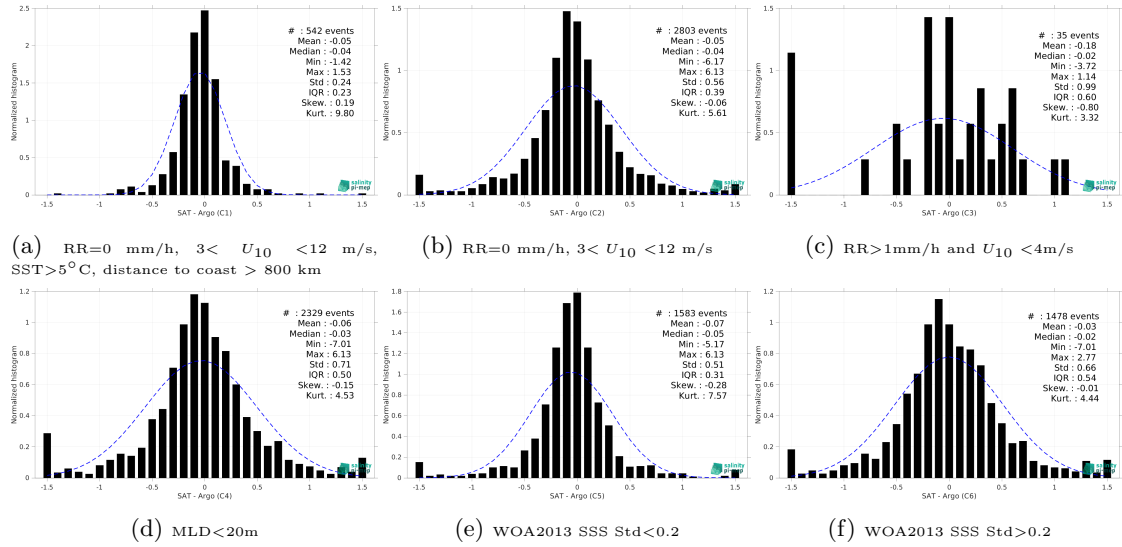 2.5
2
1.5
1
0.5
0
Normalized histogram
# : 542 events
Mean : -0.05
Median : -0.04
Min : -1.42
Max : 1.53
Std : 0.24
IQR : 0.23
Skew. : 0.19
Kurt. : 9.80
salinity
pi-mep
-1.5 -1 -0.5 0 0.5 1 1.5
SAT - Argo (C1)
(a) RR=0 mm/h, 3< U10 <12 m/s,
SST>5°C, distance to coast > 800 km
1.5
1
0.5
0
Normalized histogram
# : 2803 events
Mean : -0.05
Median : -0.04
Min : -6.17
Max : 6.13
Std : 0.56
IQR : 0.39
Skew. : -0.06
Kurt. : 5.61
salinity
pi-mep
-1.5 -1 -0.5 0 0.5 1 1.5
SAT - Argo (C2)
(b) RR=0 mm/h, 3< U10 <12 m/s
1.5
1
0.5
0
Normalized histogram
# : 35 events
Mean : -0.18
Median : -0.02
Min : -3.72
Max : 1.14
Std : 0.99
IQR : 0.60
Skew. : -0.80
Kurt. : 3.32
salinity
pi-mep
-1.5 -1 -0.5 0 0.5 1 1.5
SAT - Argo (C3)
(c) RR>1mm/h and U10 <4m/s
1.2
1
0.8
0.6
0.4
0.2
0
Normalized histogram
# : 2329 events
Mean : -0.06
Median : -0.03
Min : -7.01
Max : 6.13
Std : 0.71
IQR : 0.50
Skew. : -0.15
Kurt. : 4.53
salinity
pi-mep
-1.5 -1 -0.5 0 0.5 1 1.5
SAT - Argo (C4)
(d) MLD<20m
1.8
1.6
1.4
1.2
1
0.8
0.6
0.4
0.2
0
Normalized histogram
# : 1583 events
Mean : -0.07
Median : -0.05
Min : -5.17
Max : 6.13
Std : 0.51
IQR : 0.31
Skew. : -0.28
Kurt. : 7.57
salinity
pi-mep
-1.5 -1 -0.5 0 0.5 1 1.5
SAT - Argo (C5)
(e) WOA2013 SSS Std<0.2
1.2
1
0.8
0.6
0.4
0.2
0
Normalized histogram
# : 1478 events
Mean : -0.03
Median : -0.02
Min : -7.01
Max : 2.77
Std : 0.66
IQR : 0.54
Skew. : -0.01
Kurt. : 4.44
salinity
pi-mep
-1.5 -1 -0.5 0 0.5 1 1.5
SAT - Argo (C6)
(f) WOA2013 SSS Std>0.2